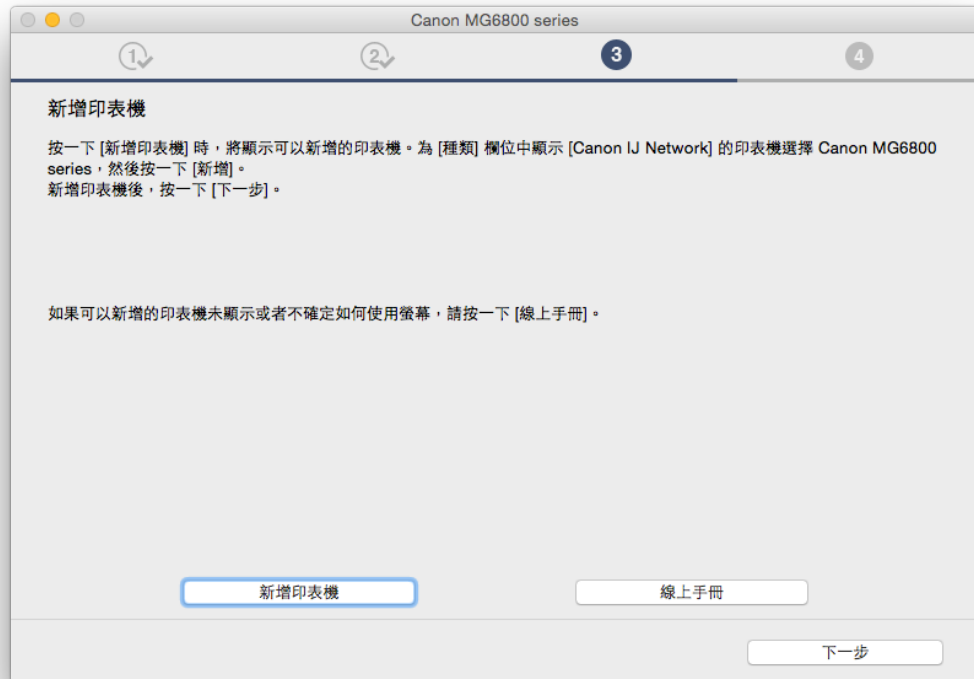 Canon MG6800 series
1 2 3 4
新增印表機
按一下 [新增印表機] 時，將顯示可以新增的印表機。為 [種類] 欄位中顯示 [Canon IJ Network] 的印表機選擇 Canon MG6800
series，然後按一下 [新增]。
新增印表機後，按一下 [下一步]。
如果可以新增的印表機未顯示或者不確定如何使用螢幕，請按一下 [線上手冊]。
新增印表機 線上手冊
下一步